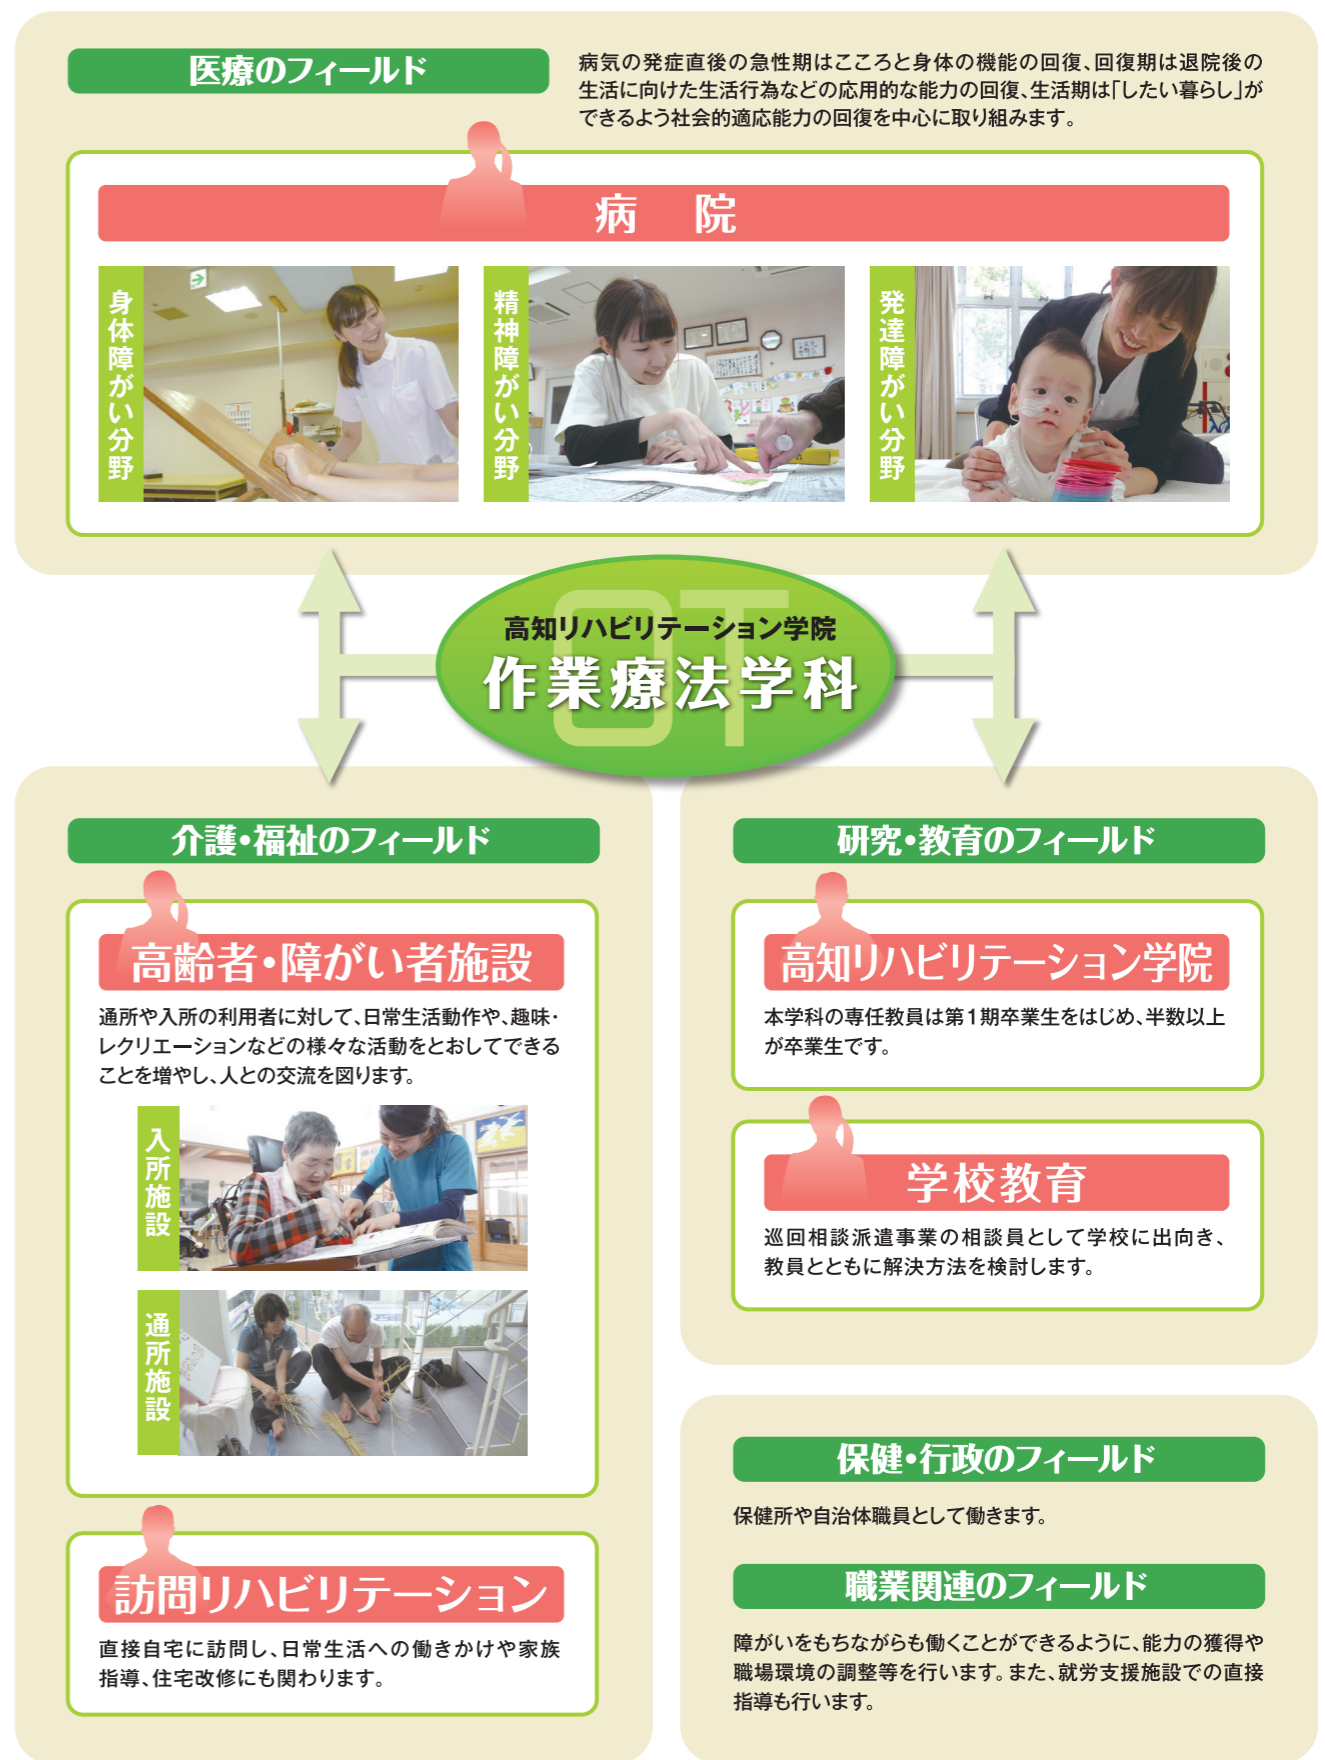 医療のフィールド
病気の発症直後の急性期はこころと身体の機能の回復、回復期は退院後の
生活に向けた生活行為などの応用的な能力の回復、生活期は「したい暮らし」が
できるよう社会的適応能力の回復を中心に取り組みます。
病　院
身体障がい分野
精神障がい分野
発達障がい分野
OT
高知リハビリテーション学院
作業療法学科
介護・福祉のフィールド
高齢者・障がい者施設
通所や入所の利用者に対して、日常生活動作や、趣味・
レクリエーションなどの様々な活動をとおしてできる
ことを増やし、人との交流を図ります。
入所施設
通所施設
訪問リハビリテーション
直接自宅に訪問し、日常生活への働きかけや家族
指導、住宅改修にも関わります。
研究・教育のフィールド
高知リハビリテーション学院
本学科の専任教員は第1期卒業生をはじめ、半数以上
が卒業生です。
学校教育
巡回相談派遣事業の相談員として学校に出向き、
教員とともに解決方法を検討します。
保健・行政のフィールド
保健所や自治体職員として働きます。
職業関連のフィールド
障がいをもちながらも働くことができるように、能力の獲得や
職場環境の調整等を行います。また、就労支援施設での直接
指導も行います。